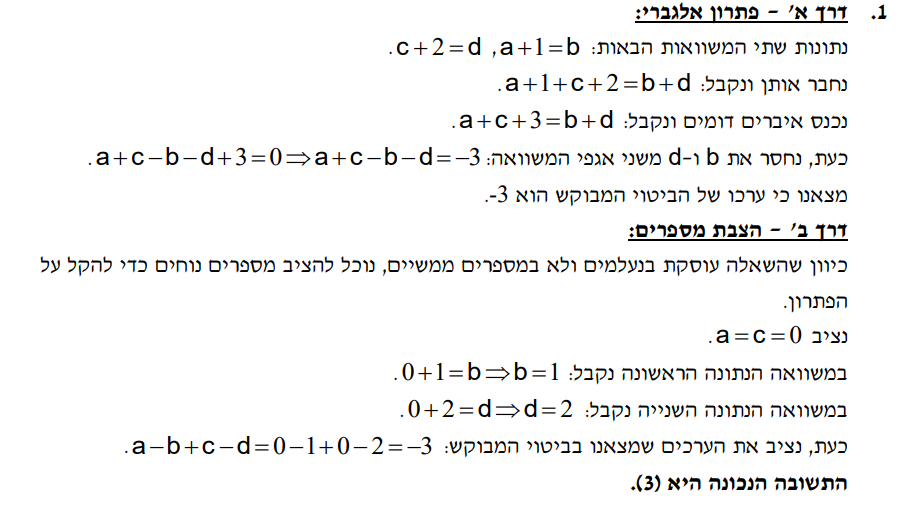 1. דרך א' – פתרון אלגברי:
נתונות שתי המשוואות הבאות: a+1=b, c+2=d.
נחבר אותן ונקבל: a+1+c+2=b+d.
נכנס איברים דומים ונקבל: a+c+3=b+d.
כעת, נחסר את b ו-d משני אגפי המשוואה: a+c−b−d+3=0⇒a+c−b−d=−3.
מצאנו כי ערכו של הביטוי המבוקש הוא 3-.
דרך ב' – הצבת מספרים:
כיוון שהשאלה עוסקת בנעלמים ולא במספרים ממשיים, נוכל להציב מספרים נוחים כדי להקל על
הפתרון.
נציב a=c=0.
במשוואה הנתונה הראשונה נקבל: 0+1=b⇒b=1.
במשוואה הנתונה השנייה נקבל: 0+2=d⇒d=2.
כעת, נציב את הערכים שמצאנו בביטוי המבוקש: a−b+c−d=0−1+0−2=−3.
התשובה הנכונה היא (3).